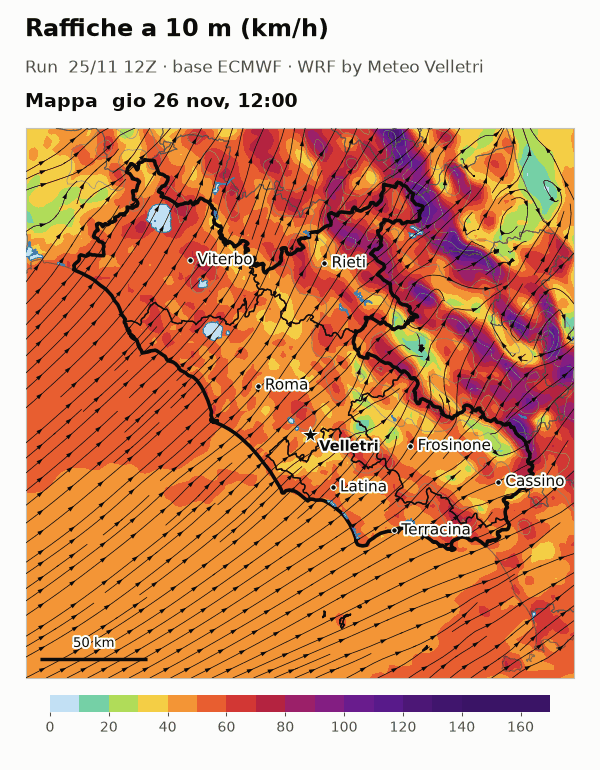 Raffiche a 10 m (km/h)
Run  25/11 12Z · base ECMWF · WRF by Meteo Velletri
Mappa  gio 26 nov, 12:00
Viterbo
Rieti
Roma
Velletri
Frosinone
Latina
Cassino
Terracina
50 km
0 20 40 60 80 100 120 140 160